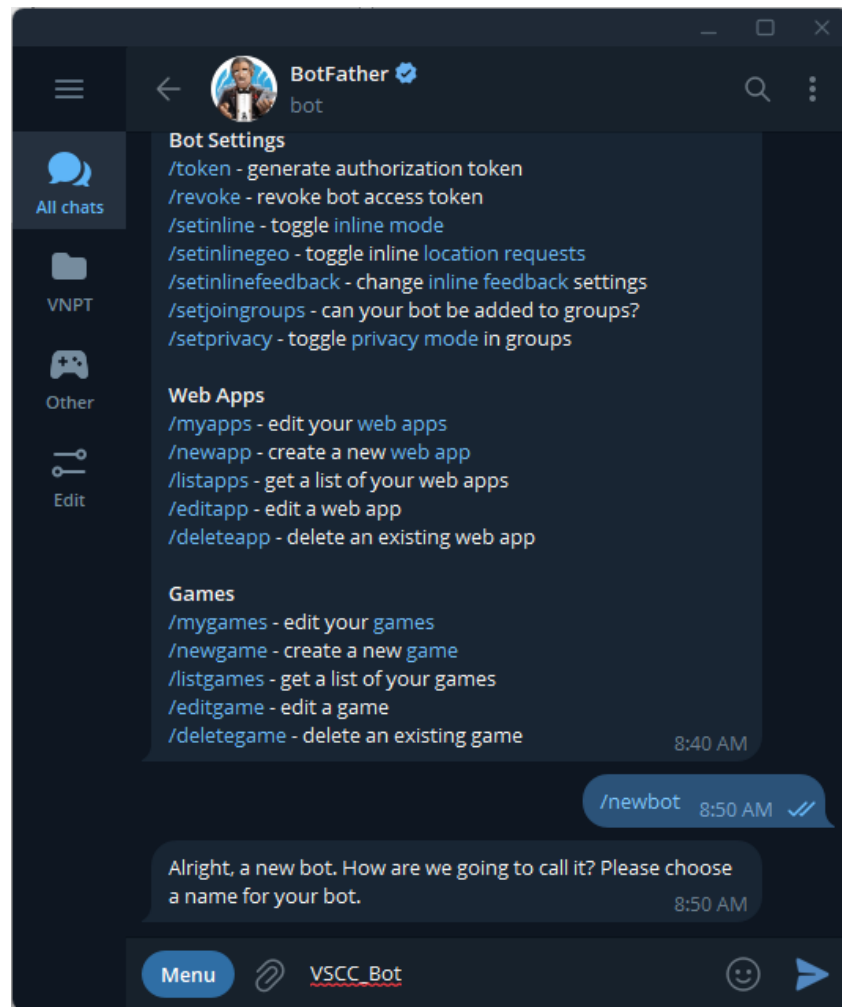 BotFather
bot
All chats
VNPT
Other
Edit
Bot Settings
/token - generate authorization token
/revoke - revoke bot access token
/setinline - toggle inline mode
/setinlinegeo - toggle inline location requests
/setinlinefeedback - change inline feedback settings
/setjoingroups - can your bot be added to groups?
/setprivacy - toggle privacy mode in groups
Web Apps
/myapps - edit your web apps
/newapp - create a new web app
/listapps - get a list of your web apps
/editapp - edit a web app
/deleteapp - delete an existing web app
Games
/mygames - edit your games
/newgame - create a new game
/listgames - get a list of your games
/editgame - edit a game
/deletegame - delete an existing game
8:40 AM
/newbot 8:50 AM
Alright, a new bot. How are we going to call it? Please choose
a name for your bot.
8:50 AM
Menu VSCC_Bot